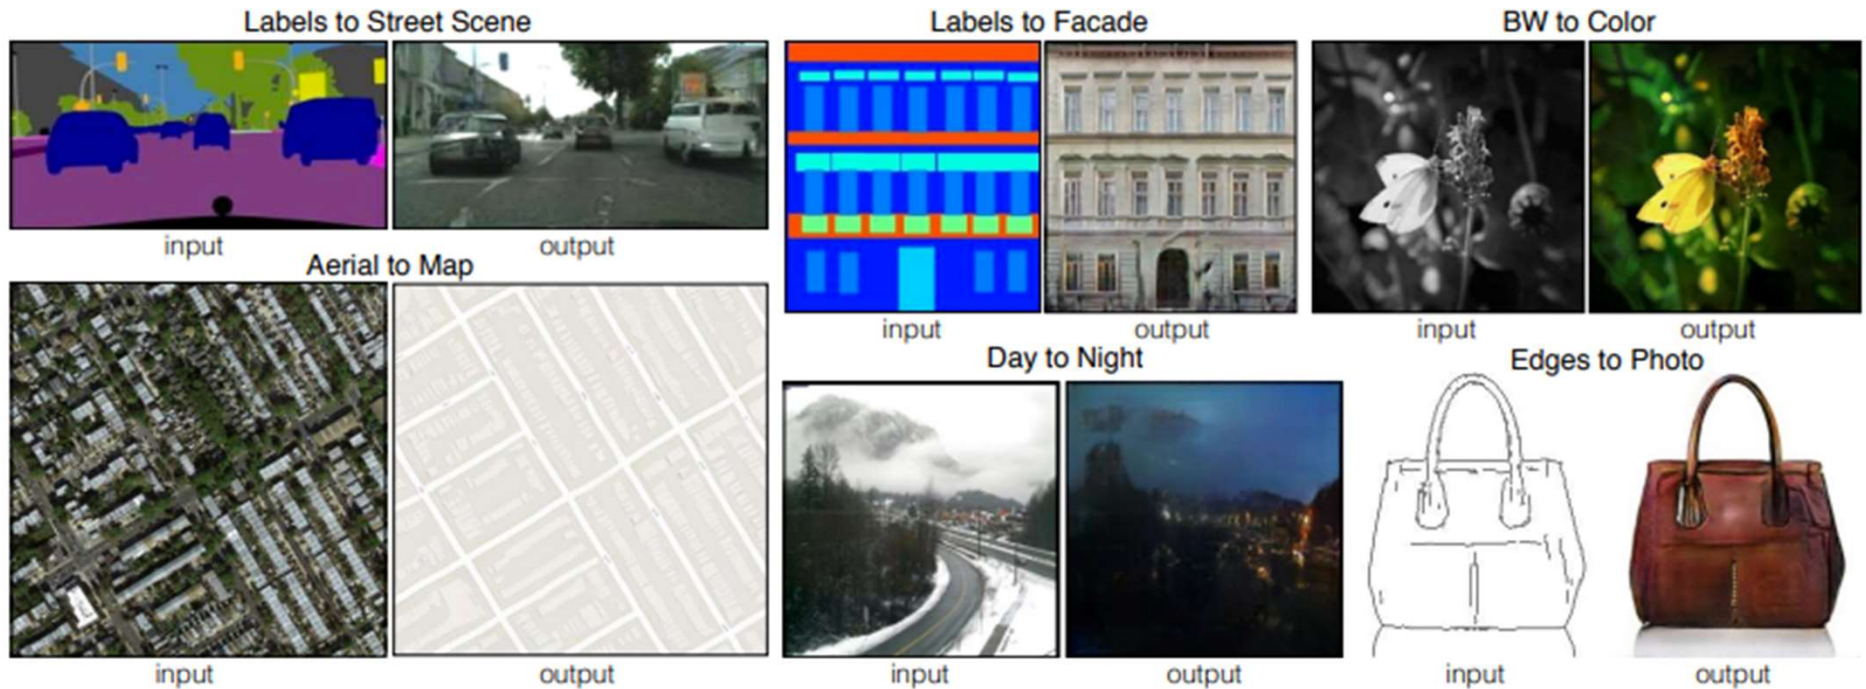 Labels to Street Scene
input
output
Aerial to Map
input
output
Labels to Facade
input
output
BW to Color
input
output
Day to Night
input
output
Edges to Photo
input
output